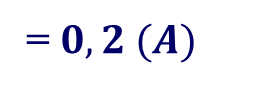 = 0, 2 (A)